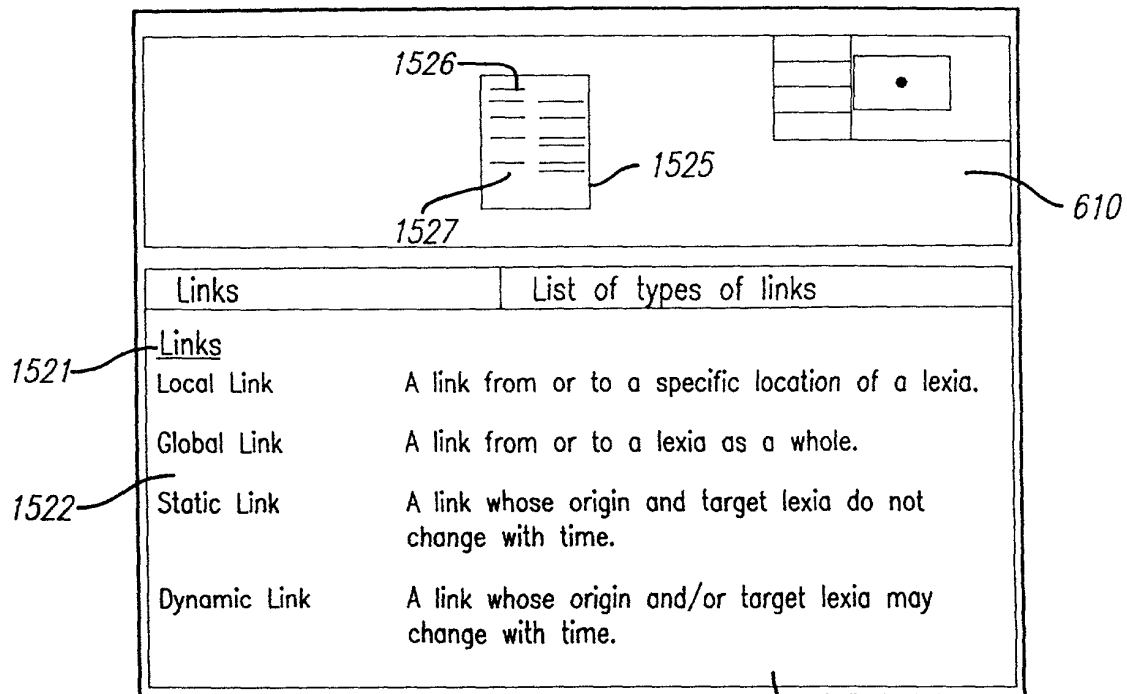 1526
1525
1527
610
Links List of types of links
1521
Links
Local Link A link from or to a specific location of a lexia.
Global Link A link from or to a lexia as a whole.
1522
Static Link A link whose origin and target lexia do not
change with time.
Dynamic Link A link whose origin and/or target lexia may
change with time.